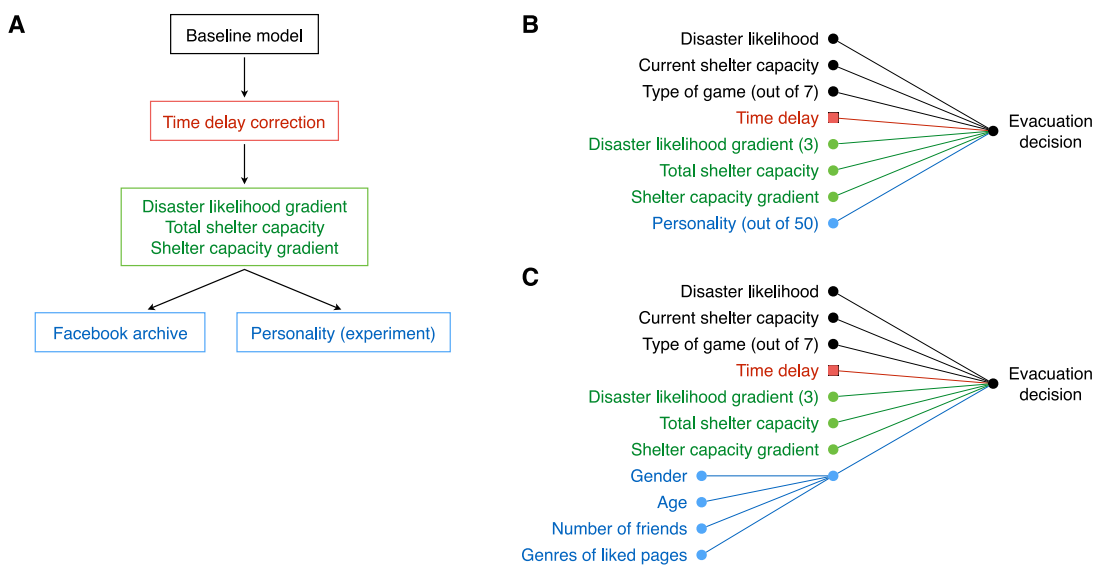 A
Baseline model
Time delay correction
Disaster likelihood gradient
Total shelter capacity
Shelter capacity gradient
Facebook archive
Personality (experiment)
B
Disaster likelihood
Current shelter capacity
Type of game (out of 7)
Time delay
Disaster likelihood gradient (3)
Total shelter capacity
Shelter capacity gradient
Personality (out of 50)
Evacuation
decision
C
Disaster likelihood
Current shelter capacity
Type of game (out of 7)
Time delay
Disaster likelihood gradient (3)
Total shelter capacity
Shelter capacity gradient
Gender
Age
Number of friends
Genres of liked pages
Evacuation
decision